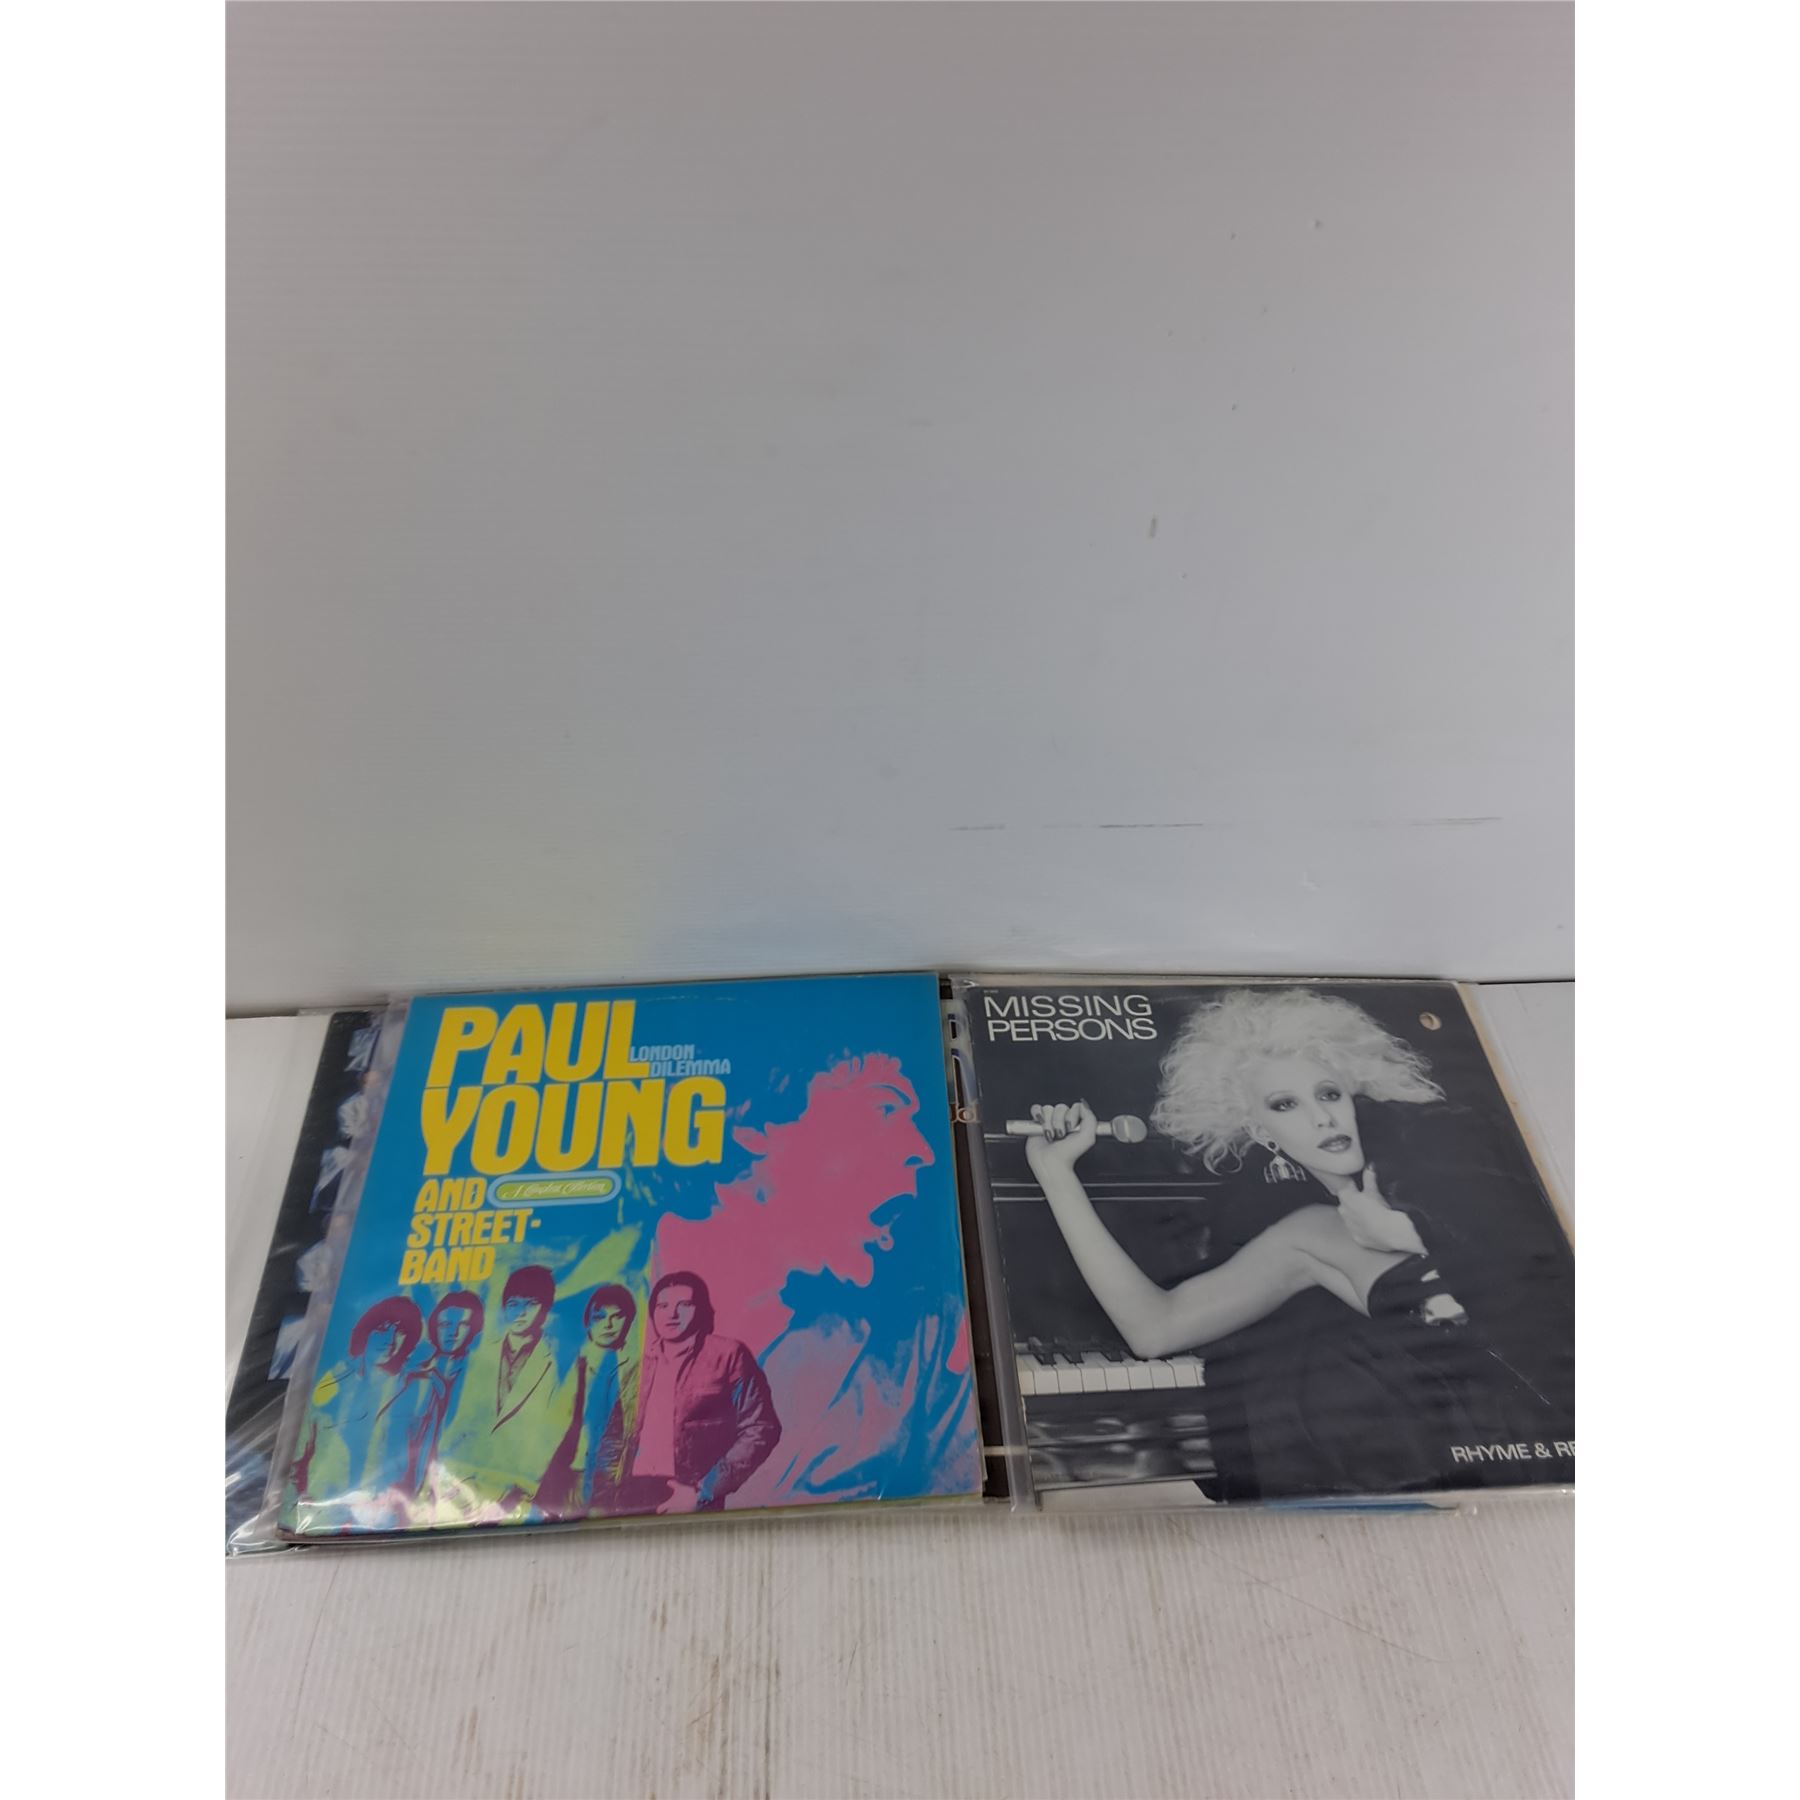 PAUL
LONDON
DILEMMA
YOUNG
AND
STREET-
BAND
MISSING
PERSONS
RHYME & RE